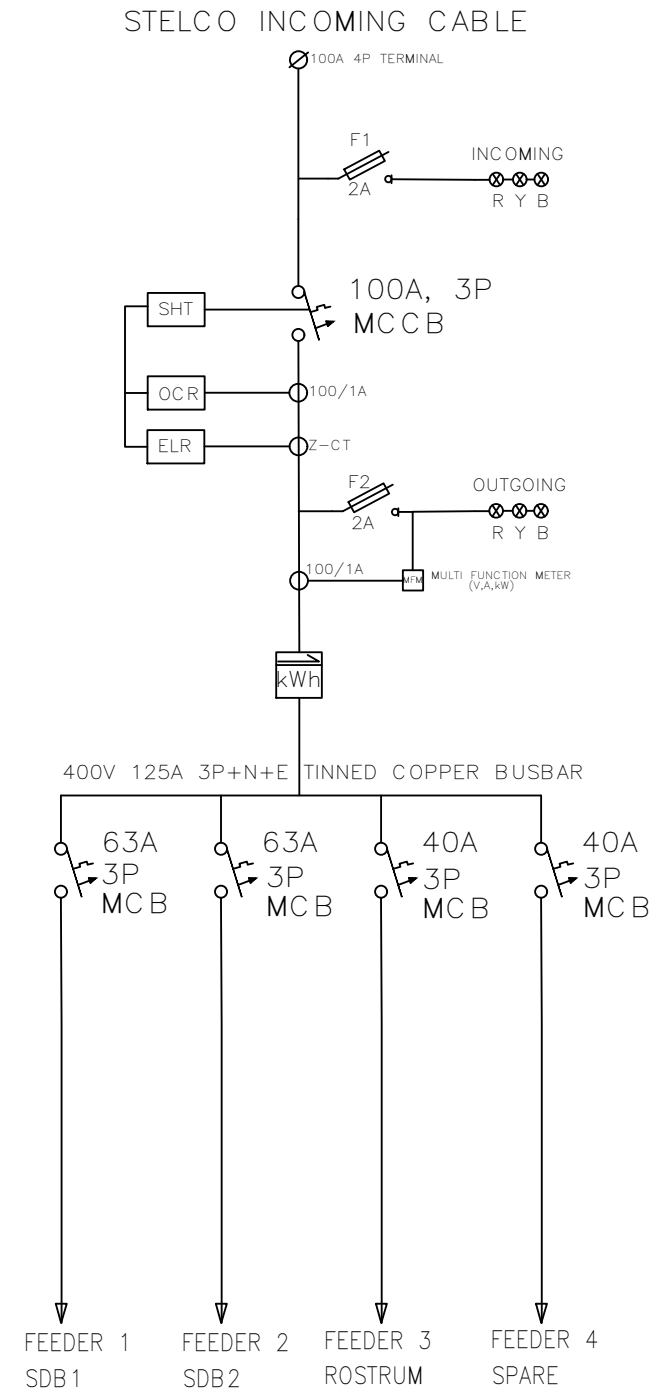 STELCO INCOMING CABLE
100A 4P TERMINAL
F1
2A
INCOMING
R Y B
100A, 3P
MCCB
SHT
OCR
100/1A
ELR
Z-CT
F2
2A
OUTGOING
R Y B
100/1A
MFM
MULTI FUNCTION METER
(V,A,kW)
kWh
400V 125A 3P+N+E TINNED COPPER BUSBAR
63A
3P
MCB
63A
3P
MCB
40A
3P
MCB
40A
3P
MCB
FEEDER 1
SDB1
FEEDER 2
SDB2
FEEDER 3
ROSTRUM
FEEDER 4
SPARE